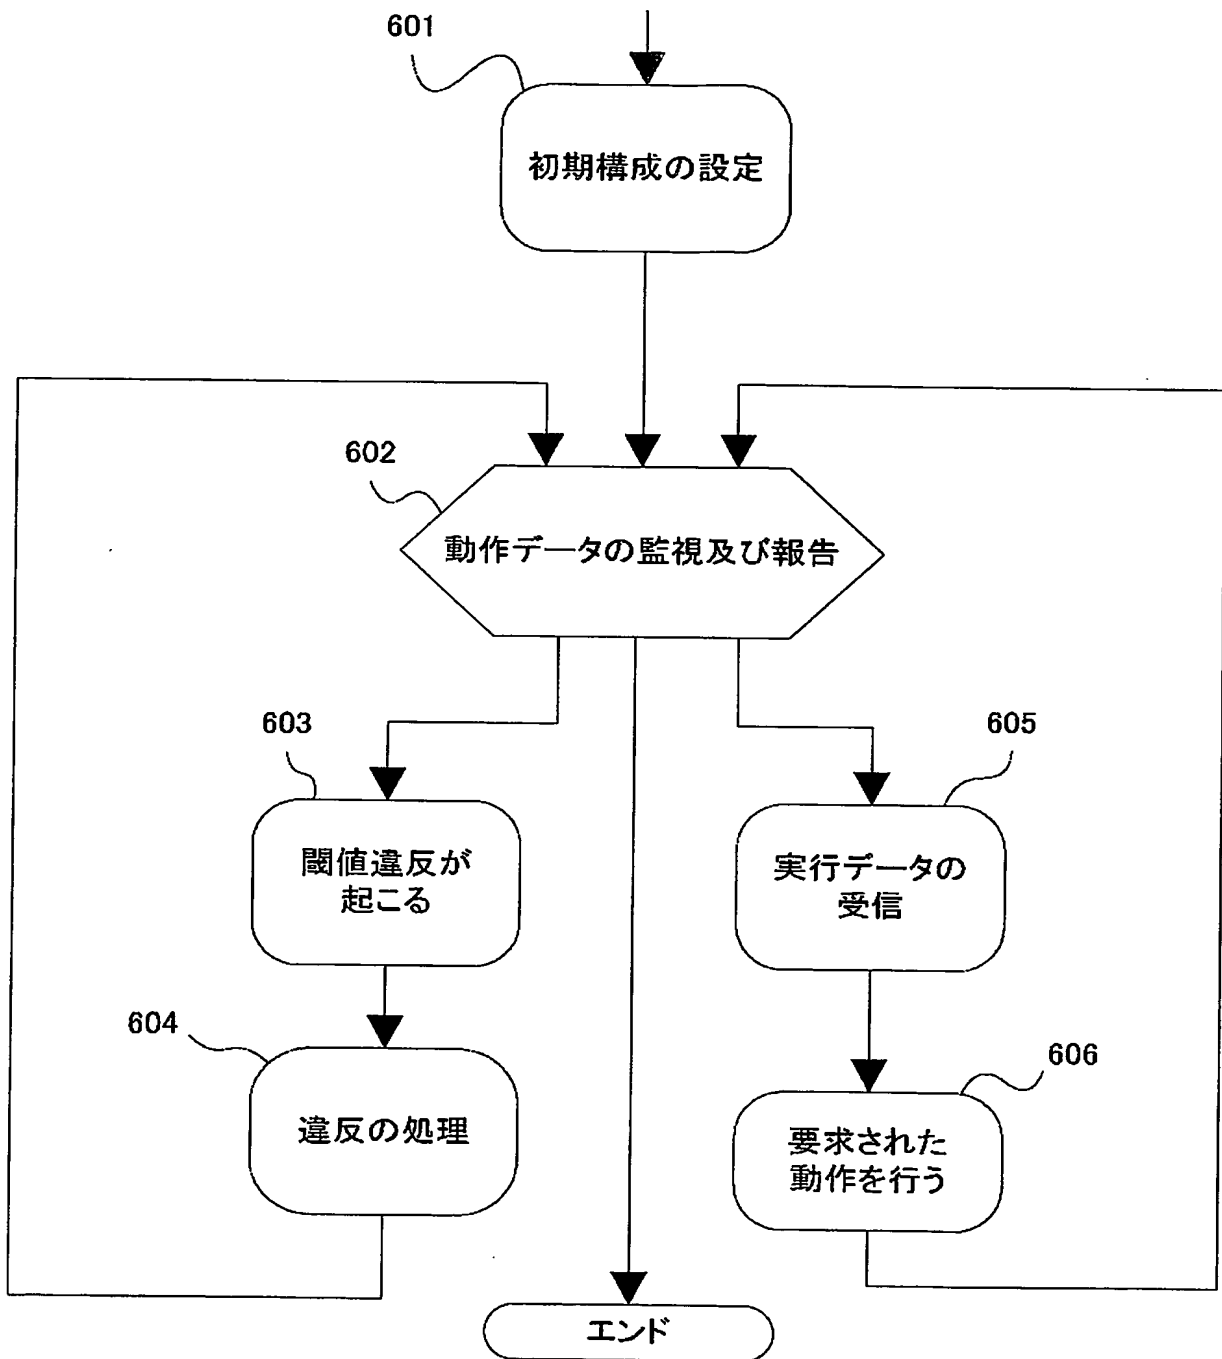 601
初期構成の設定
602
動作データの監視及び報告
603
閾値違反が
起こる
604
違反の処理
605
実行データの
受信
606
要求された
動作を行う
エンド